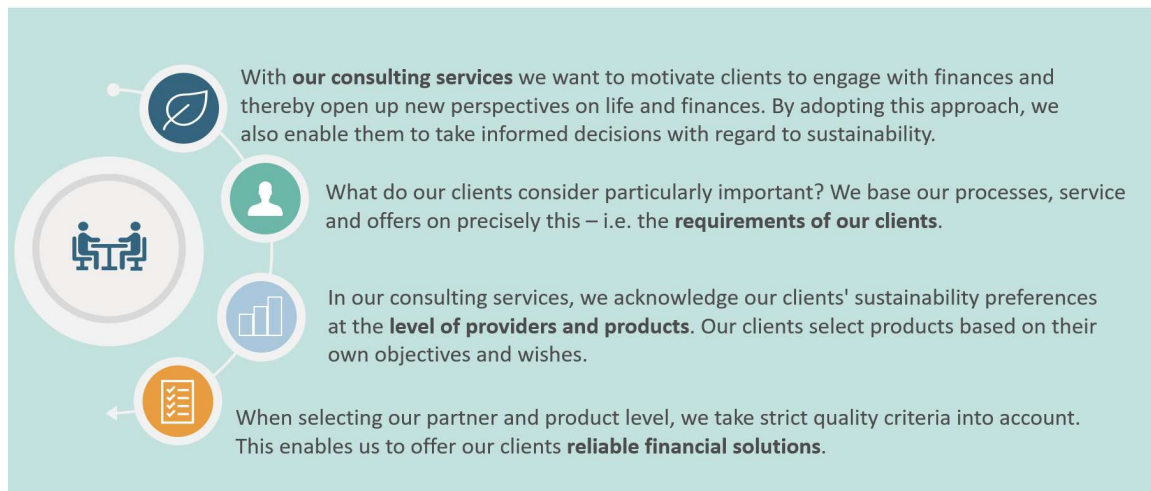 With our consulting services we want to motivate clients to engage with finances and
thereby open up new perspectives on life and finances. By adopting this approach, we
also enable them to take informed decisions with regard to sustainability.
What do our clients consider particularly important? We base our processes, service
and offers on precisely this – i.e. the requirements of our clients.
In our consulting services, we acknowledge our clients' sustainability preferences
at the level of providers and products. Our clients select products based on their
own objectives and wishes.
When selecting our partner and product level, we take strict quality criteria into account.
This enables us to offer our clients reliable financial solutions.